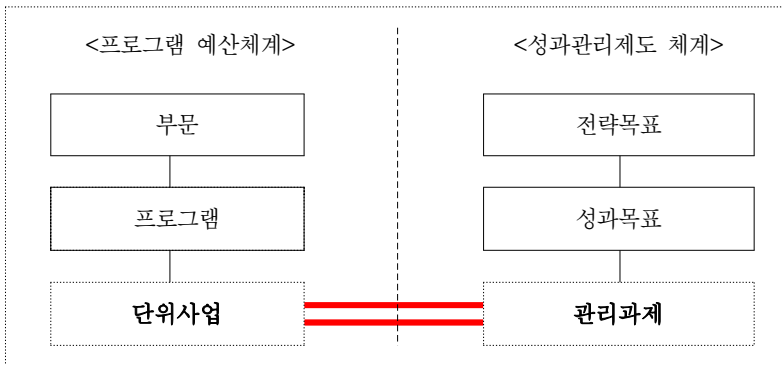 <프로그램 예산체계>
<성과관리제도 체계>
부문
전략목표
프로그램
성과목표
단위사업
관리과제